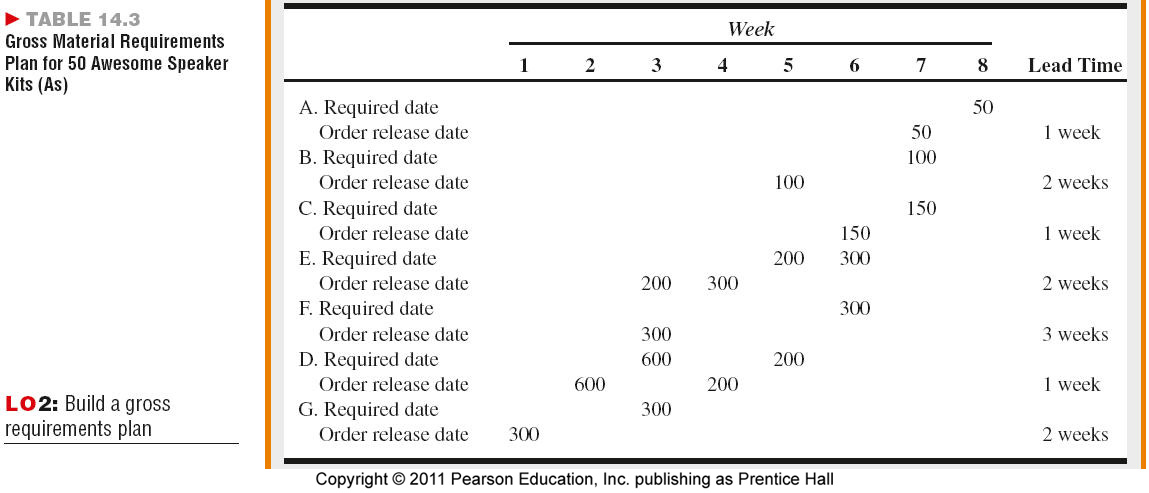 ► TABLE 14.3
Gross Material Requirements
Plan for 50 Awesome Speaker
Kits (As)
Week
1 2 3 4 5 6 7 8 Lead Time
A. Required date 50
Order release date 50 1 week
B. Required date 100
Order release date 100 2 weeks
C. Required date 150
Order release date 150 1 week
E. Required date 200 300
Order release date 200 300 2 weeks
F. Required date 300
Order release date 300 3 weeks
D. Required date 600 200
Order release date 600 200 1 week
G. Required date 300
Order release date 300 2 weeks
LO2: Build a gross
requirements plan
Copyright © 2011 Pearson Education, Inc. publishing as Prentice Hall